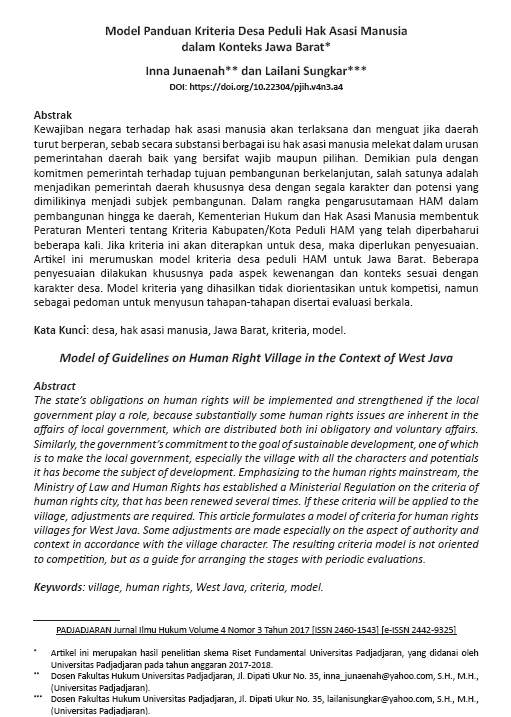 Model Panduan Kriteria Desa Peduli Hak Asasi Manusia
dalam Konteks Jawa Barat*
Inna Junaenah** dan Lailani Sungkar***
DOI: https://doi.org/10.22304/pjih.v4n3.a4
Abstrak
Kewajiban negara terhadap hak asasi manusia akan terlaksana dan menguat jika daerah
turut berperan, sebab secara substansi berbagai isu hak asasi manusia melekat dalam urusan
pemerintahan daerah baik yang bersifat wajib maupun pilihan. Demikian pula dengan
komitmen pemerintah terhadap tujuan pembangunan berkelanjutan, salah satunya adalah
menjadikan pemerintah daerah khususnya desa dengan segala karakter dan potensi yang
dimilikinya menjadi subjek pembangunan. Dalam rangka pengarusutamaan HAM dalam
pembangunan hingga ke daerah, Kementerian Hukum dan Hak Asasi Manusia membentuk
Peraturan Menteri tentang Kriteria Kabupaten/Kota Peduli HAM yang telah diperbaharui
beberapa kali. Jika kriteria ini akan diterapkan untuk desa, maka diperlukan penyesuaian.
Artikel ini merumuskan model kriteria desa peduli HAM untuk Jawa Barat. Beberapa
penyesuaian dilakukan khususnya pada aspek kewenangan dan konteks sesuai dengan
karakter desa. Model kriteria yang dihasilkan tidak diorientasikan untuk kompetisi, namun
sebagai pedoman untuk menyusun tahapan-tahapan disertai evaluasi berkala.
Kata Kunci: desa, hak asasi manusia, Jawa Barat, kriteria, model.
Model of Guidelines on Human Right Village in the Context of West Java
Abstract
The state's obligations on human rights will be implemented and strengthened if the local
government play a role, because substantially some human rights issues are inherent in the
affairs of local government, which are distributed both ini obligatory and voluntary affairs.
Similarly, the government's commitment to the goal of sustainable development, one of which
is to make the local government, especially the village with all the characters and potentials
it has become the subject of development. Emphasizing to the human rights mainstream, the
Ministry of Law and Human Rights has established a Ministerial Regulation on the criteria of
human rights city, that has been renewed several times. If these criteria will be applied to the
village, adjustments are required. This article formulates a model of criteria for human rights
villages for West Java. Some adjustments are made especially on the aspect of authority and
context in accordance with the village character. The resulting criteria model is not oriented
to competition, but as a guide for arranging the stages with periodic evaluations.
Keywords: village, human rights, West Java, criteria, model.
PADJADJARAN Jurnal Ilmu Hukum Volume 4 Nomor 3 Tahun 2017 [ISSN 2460-1543] [e-ISSN 2442-9325]
* Artikel ini merupakan hasil penelitian skema Riset Fundamental Universitas Padjadjaran, yang didanai oleh
Universitas Padjadjaran pada tahun anggaran 2017-2018.
** Dosen Fakultas Hukum Universitas Padjadjaran, Jl. Dipati Ukur No. 35, inna_junaenah@yahoo.com, S.H., M.H.,
(Universitas Padjadjaran).
*** Dosen Fakultas Hukum Universitas Padjadjaran, Jl. Dipati Ukur No. 35, lailanisungkar@yahoo.com, S.H., M.H.,
(Universitas Padjadjaran).